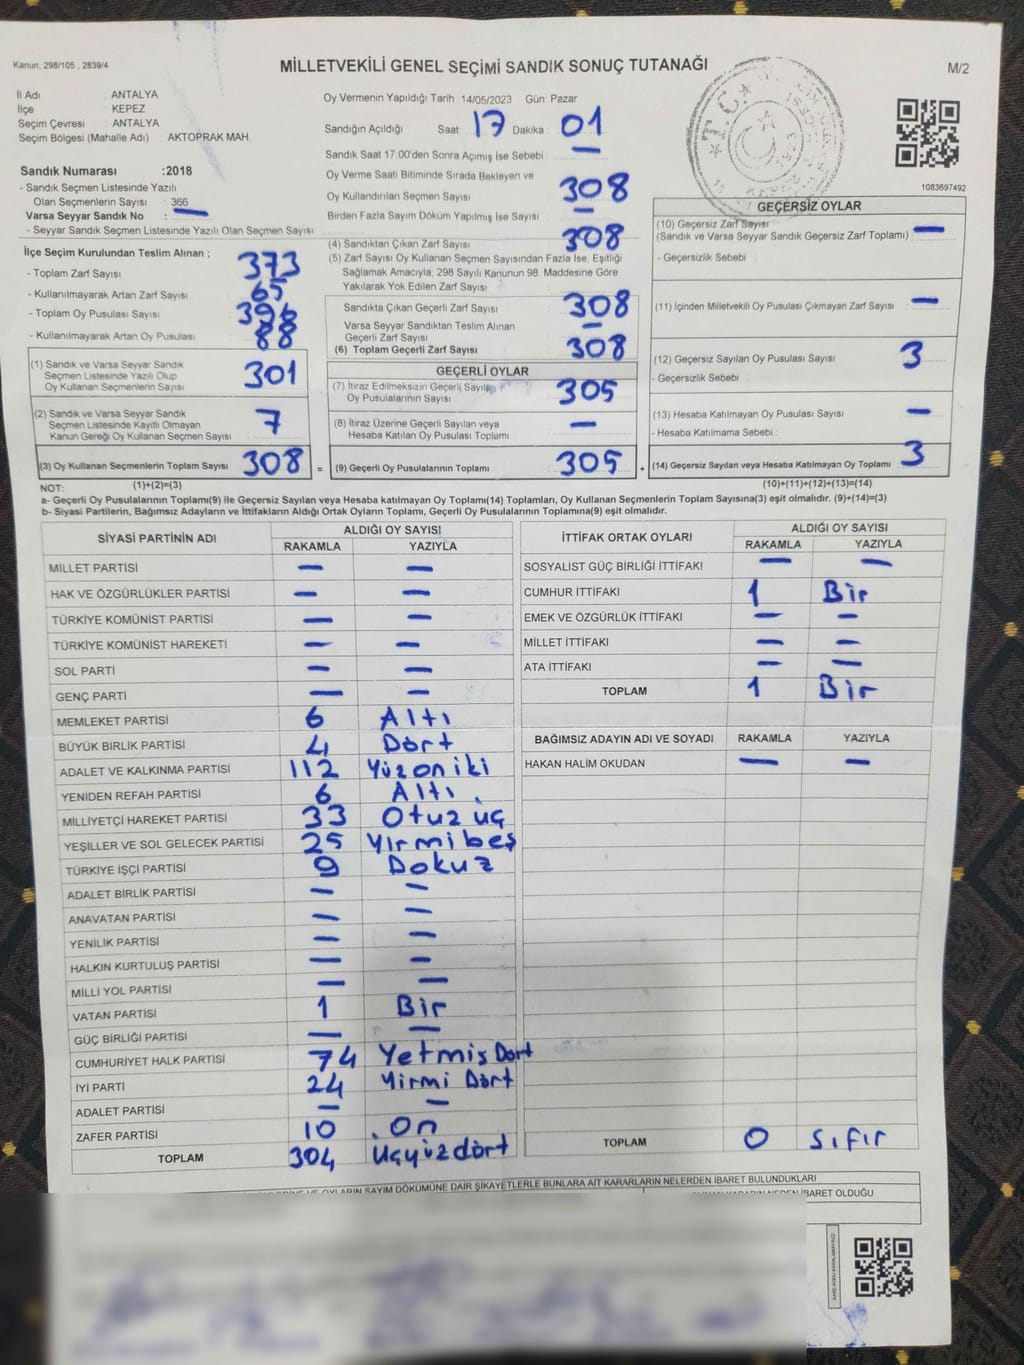 Kanun, 298/105 , 2839/4
MİLLETVEKİLİ GENEL SEÇİMİ SANDIK SONUÇ TUTANAĞI
M/2
İl Adı : ANTALYA
İlçe : KEPEZ
Seçim Çevresi : ANTALYA
Seçim Bölgesi (Mahalle Adı) : AKTOPRAK MAH.
Sandık Numarası :2018
- Sandık Seçmen Listesinde Yazılı
Olan Seçmenlerin Sayısı : 366
Varsa Seyyar Sandık No : —
- Seyyar Sandık Seçmen Listesinde Yazılı Olan Seçmen Sayısı :
Oy Vermenin Yapıldığı Tarih :14/05/2023 Gün: Pazar
Sandığın Açıldığı Saat: 17 Dakika : 01
Sandık Saat 17:00'den Sonra Açımış İse Sebebi : —
Oy Verme Saati Bitiminde Sırada Bekleyen ve
Oy Kullandırılan Seçmen Sayısı : 308
Birden Fazla Sayım Döküm Yapılmış İse Sayısı : —
1083697492
İlçe Seçim Kurulundan Teslim Alınan ;
- Toplam Zarf Sayısı : 373
- Kullanılmayarak Artan Zarf Sayısı : 65
- Toplam Oy Pusulası Sayısı : 396
- Kullanılmayarak Artan Oy Pusulası : 88
(1) Sandık ve Varsa Seyyar Sandık
Seçmen Listesinde Yazılı Olup
Oy Kullanan Seçmenlerin Sayısı : 301
(2) Sandık ve Varsa Seyyar Sandık
Seçmen Listesinde Kayıtlı Olmayan
Kanun Gereği Oy Kullanan Seçmen Sayısı : 7
(3) Oy Kullanan Seçmenlerin Toplam Sayısı 308
(1)+(2)=(3)
(4) Sandıktan Çıkan Zarf Sayısı : 308
(5) Zarf Sayısı Oy Kullanan Seçmen Sayısından Fazla İse, Eşitliği
Sağlamak Amacıyla, 298 Sayılı Kanunun 98. Maddesine Göre
Yakılarak Yok Edilen Zarf Sayısı :
Sandıkta Çıkan Geçerli Zarf Sayısı : 308
Varsa Seyyar Sandıktan Teslim Alınan
Geçerli Zarf Sayısı : —
(6) Toplam Geçerli Zarf Sayısı : 308
GEÇERLİ OYLAR
(7) İtiraz Edilmeksizin Geçerli Sayılan
Oy Pusulalarının Sayısı : 305
(8) İtiraz Üzerine Geçerli Sayılan veya
Hesaba Katılan Oy Pusulası Toplamı : —
= (9) Geçerli Oy Pusulalarının Toplamı 305
GEÇERSİZ OYLAR
(10) Geçersiz Zarf Sayısı
(Sandık ve Varsa Seyyar Sandık Geçersiz Zarf Toplamı) : —
- Geçersizlik Sebebi :
(11) İçinden Milletvekili Oy Pusulası Çıkmayan Zarf Sayısı : —
(12) Geçersiz Sayılan Oy Pusulası Sayısı : 3
- Geçersizlik Sebebi :
(13) Hesaba Katılmayan Oy Pusulası Sayısı : —
- Hesaba Katılmama Sebebi :
+ (14) Geçersiz Sayılan veya Hesaba Katılmayan Oy Toplamı 3
(10)+(11)+(12)+(13)=(14)
NOT:
a- Geçerli Oy Pusulalarının Toplamı(9) ile Geçersiz Sayılan veya Hesaba katılmayan Oy Toplamı(14) Toplamları, Oy Kullanan Seçmenlerin Toplam Sayısına(3) eşit olmalıdır. (9)+(14)=(3)
b- Siyasi Partilerin, Bağımsız Adayların ve İttifakların Aldığı Ortak Oyların Toplamı, Geçerli Oy Pusulalarının Toplamına(9) eşit olmalıdır.
SİYASİ PARTİNİN ADI ALDIĞI OY SAYISI
RAKAMLA YAZIYLA
MİLLET PARTİSİ — —
HAK VE ÖZGÜRLÜKLER PARTİSİ — —
TÜRKİYE KOMÜNİST PARTİSİ — —
TÜRKİYE KOMÜNİST HAREKETİ — —
SOL PARTİ — —
GENÇ PARTİ — —
MEMLEKET PARTİSİ 6 Altı
BÜYÜK BİRLİK PARTİSİ 4 Dört
ADALET VE KALKINMA PARTİSİ 112 Yüzoniki
YENİDEN REFAH PARTİSİ 6 Altı
MİLLİYETÇİ HAREKET PARTİSİ 33 Otuz üç
YEŞİLLER VE SOL GELECEK PARTİSİ 25 Yirmibeş
TÜRKİYE İŞÇİ PARTİSİ 9 Dokuz
ADALET BİRLİK PARTİSİ — —
ANAVATAN PARTİSİ — —
YENİLİK PARTİSİ — —
HALKIN KURTULUŞ PARTİSİ — —
MİLLİ YOL PARTİSİ — —
VATAN PARTİSİ 1 Bir
GÜÇ BİRLİĞİ PARTİSİ — —
CUMHURİYET HALK PARTİSİ 74 Yetmiş Dört
İYİ PARTİ 24 Yirmi Dört
ADALET PARTİSİ — —
ZAFER PARTİSİ 10 On
TOPLAM 304 Üçyüzdört
İTTİFAK ORTAK OYLARI ALDIĞI OY SAYISI
RAKAMLA YAZIYLA
SOSYALİST GÜÇ BİRLİĞİ İTTİFAKI — —
CUMHUR İTTİFAKI 1 Bir
EMEK VE ÖZGÜRLÜK İTTİFAKI — —
MİLLET İTTİFAKI — —
ATA İTTİFAKI — —
TOPLAM 1 Bir
BAĞIMSIZ ADAYIN ADI VE SOYADI RAKAMLA YAZIYLA
HAKAN HALİM OKUDAN — —
TOPLAM 0 Sıfır
OYLARIN SAYIM DÖKÜMÜNE DAİR ŞİKAYETLERLE BUNLARA AİT KARARLARIN NELERDEN İBARET BULUNDUKLARI
İBARET OLDUĞU